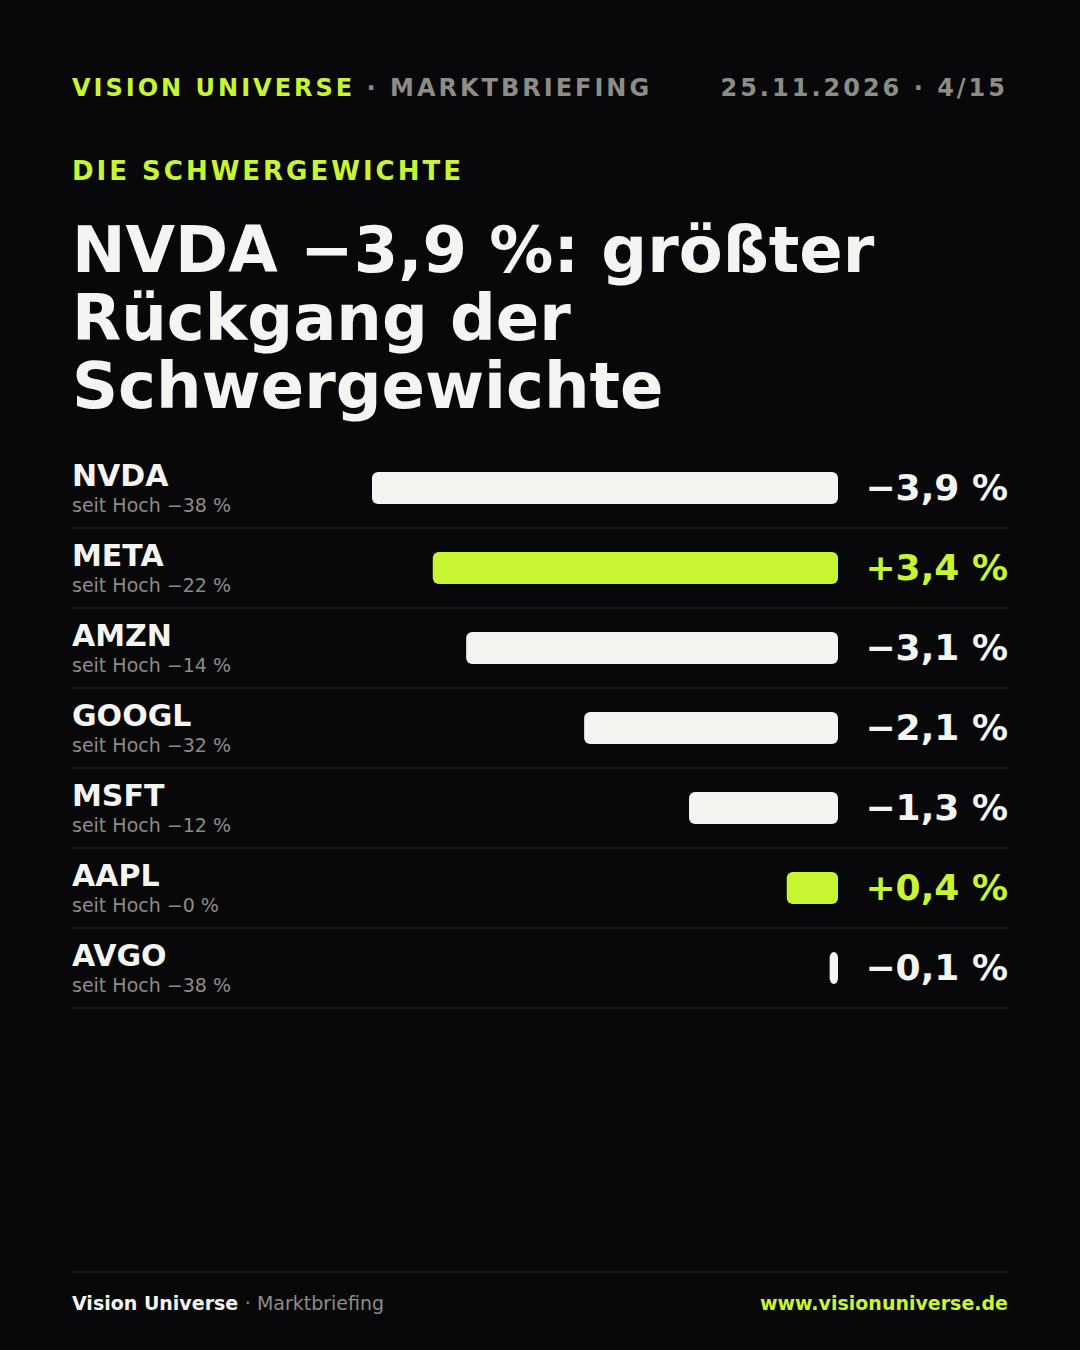 VISION UNIVERSE · MARKTBRIEFING 25.11.2026 · 4/15
DIE SCHWERGEWICHTE
NVDA −3,9 %: größter
Rückgang der
Schwergewichte
NVDA −3,9 %
seit Hoch −38 %
META +3,4 %
seit Hoch −22 %
AMZN −3,1 %
seit Hoch −14 %
GOOGL −2,1 %
seit Hoch −32 %
MSFT −1,3 %
seit Hoch −12 %
AAPL +0,4 %
seit Hoch −0 %
AVGO −0,1 %
seit Hoch −38 %
Vision Universe · Marktbriefing www.visionuniverse.de